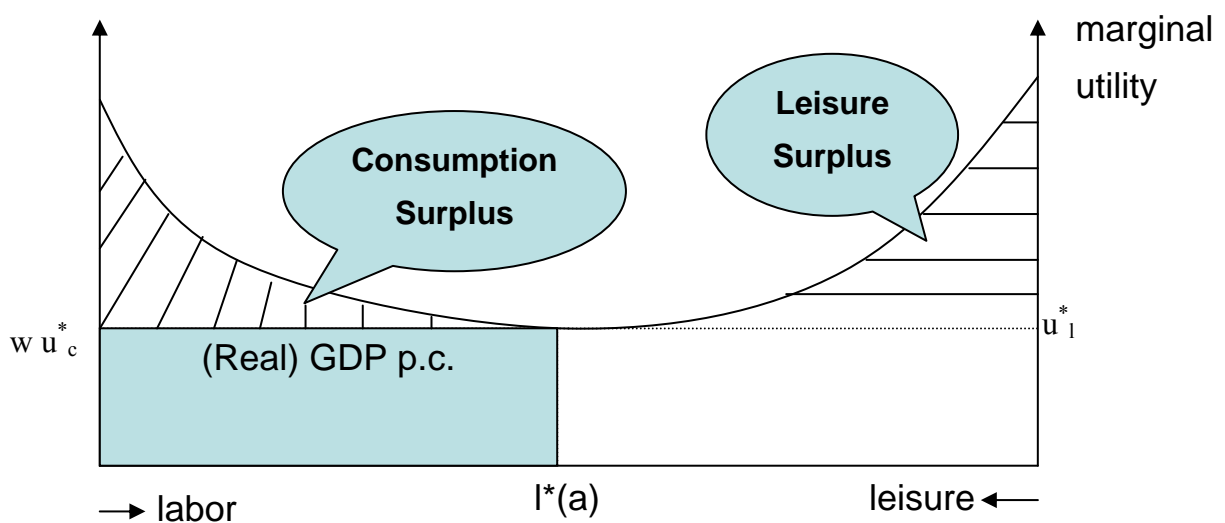 marginal
utility
Leisure
Surplus
Consumption
Surplus
w u*c
(Real) GDP p.c.
u*l
→ labor
l*(a)
leisure ←